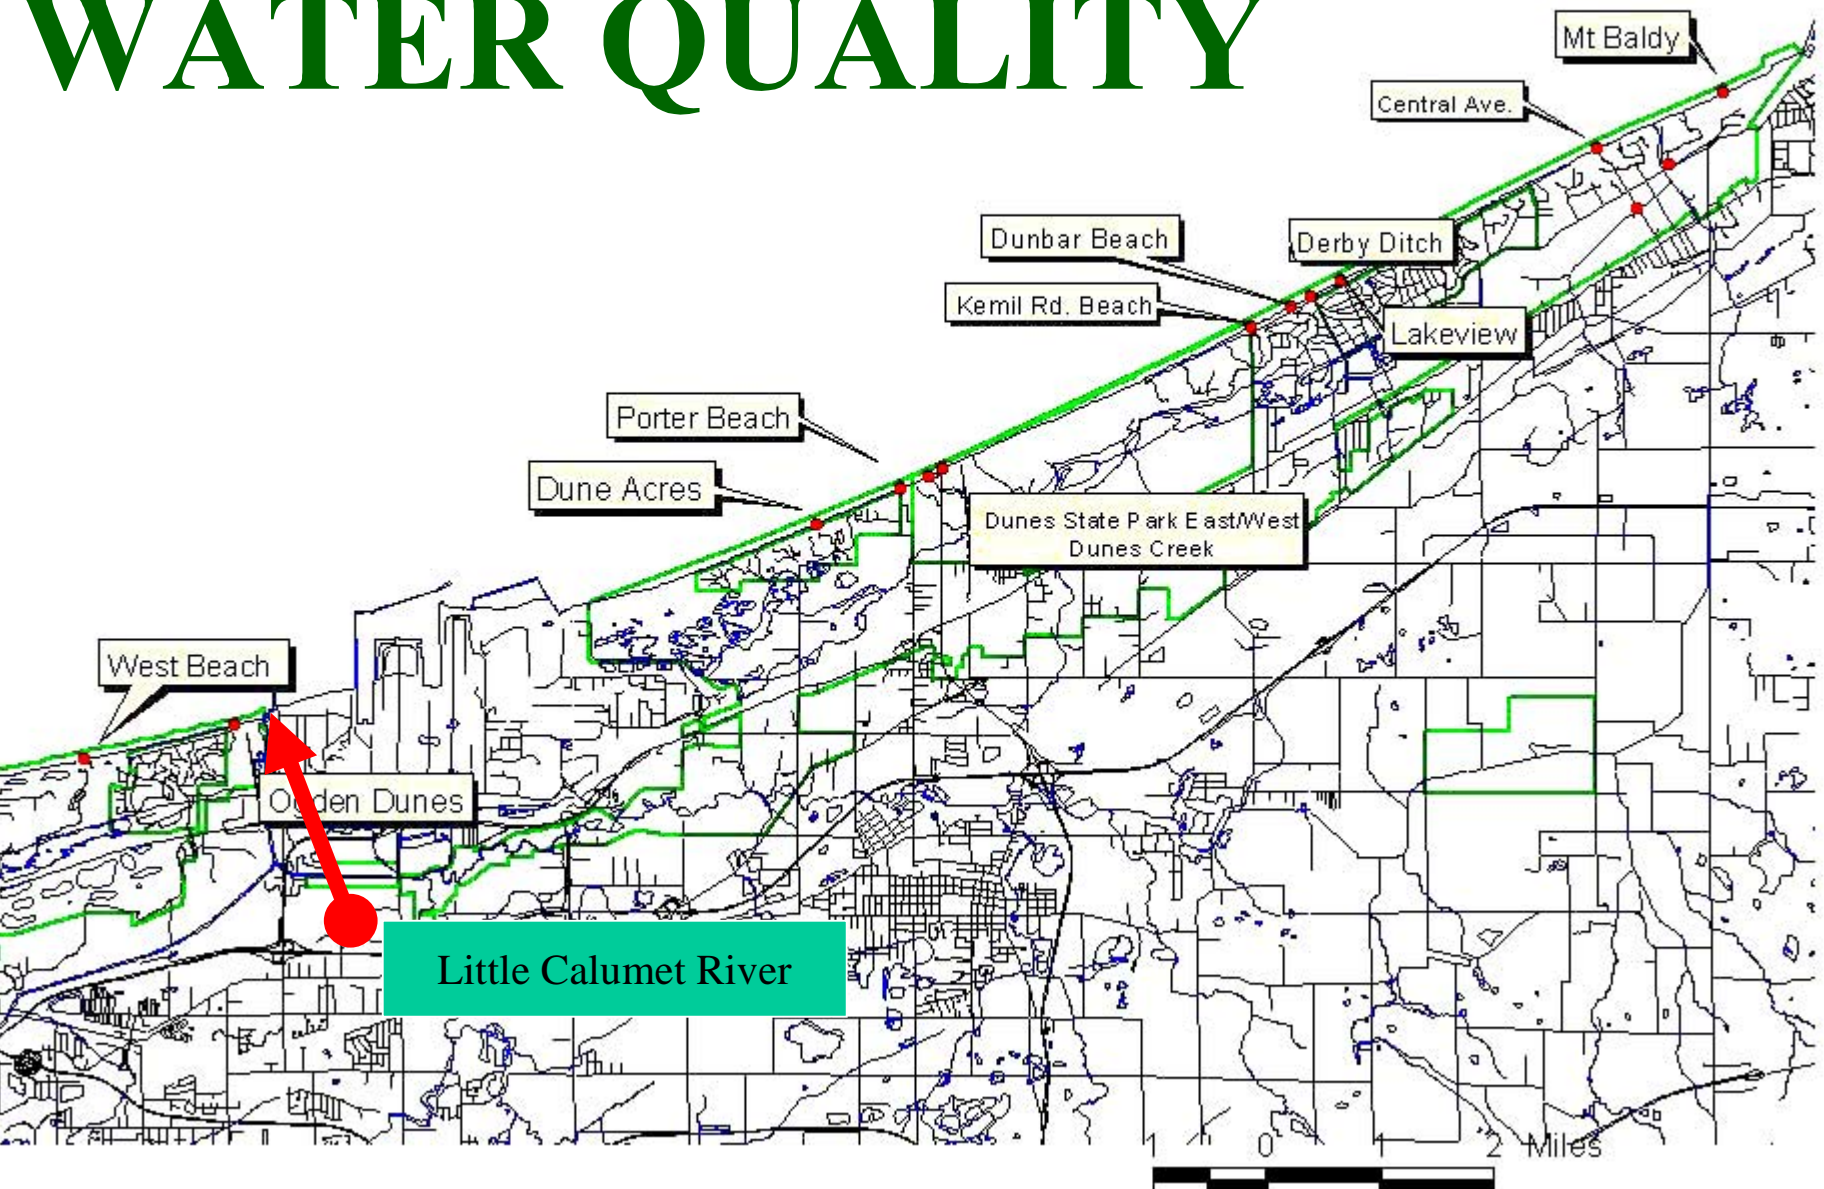 WATER QUALITY
Mt Baldy
Central Ave.
Dunbar Beach
Derby Ditch
Kemil Rd. Beach
Lakeview
Porter Beach
Dune Acres
Dunes State Park East/West
Dunes Creek
West Beach
Ogden Dunes
Little Calumet River
1 0 1 2 Miles